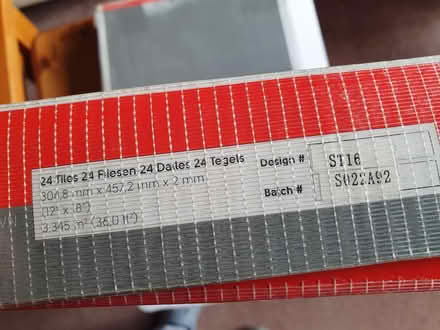 24 Tiles 24 Fliesen 24 Dalles 24 Tegels
304,8 mm x 457,2 mm x 2 mm
(12" x 18")
3.345 m² (36.0 ft²)
Design # ST16
Batch # S022A92